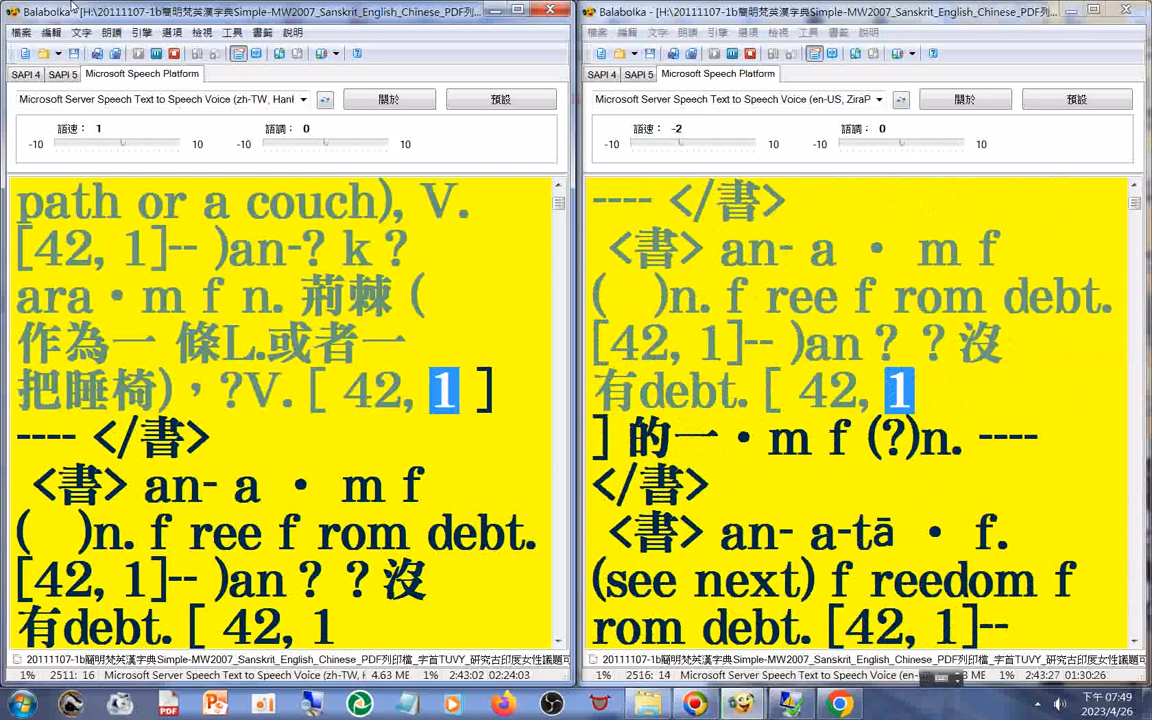 Balabolka - [H:\20111107-1b簡明梵英漢字典Simple-MW2007_Sanskrit_English_Chinese_PDF列...
檔案 編輯 文字 朗讀 引擎 選項 檢視 工具 書籤 說明
SAPI 4 SAPI 5 Microsoft Speech Platform
Microsoft Server Speech Text to Speech Voice (zh-TW, HanI
關於 預設
語速： 1 語調： 0
-10 10 -10 10
path or a couch), V.
[42, 1]-- )an-? k ?
ara • m f n. 荊棘 (
作為一 條L.或者一
把睡椅)，?V. [ 42, 1 ]
---- </書>
<書> an- a • m f
( )n. f ree f rom debt.
[42, 1]-- )an ? ? 沒
有debt. [ 42, 1
20111107-1b簡明梵英漢字典Simple-MW2007_Sanskrit_English_Chinese_PDF列印檔_字首TUVY_研究古印度女性議題可
1% 2511: 16 Microsoft Server Speech Text to Speech Voice (zh-TW, H 4.63 ME 1% 2:43:02 02:24:03
Balabolka - [H:\20111107-1b簡明梵英漢字典Simple-MW2007_Sanskrit_English_Chinese_PDF列印...
檔案 編輯 文字 朗讀 引擎 選項 檢視 工具 書籤 說明
SAPI 4 SAPI 5 Microsoft Speech Platform
Microsoft Server Speech Text to Speech Voice (en-US, ZiraP
關於 預設
語速： -2 語調： 0
-10 10 -10 10
---- </書>
<書> an- a • m f
( )n. f ree f rom debt.
[42, 1]-- )an ? ? 沒
有debt. [ 42, 1
] 的一 • m f (?)n. ----
</書>
<書> an- a-tā • f.
(see next) f reedom f
rom debt. [42, 1]--
20111107-1b簡明梵英漢字典Simple-MW2007_Sanskrit_English_Chinese_PDF列印檔_字首TUVY_研究古印度女性議題可
1% 2516: 14 Microsoft Server Speech Text to Speech Voice (en-US, Z ME 1% 2:43:27 01:30:26
下午 07:49
2023/4/26